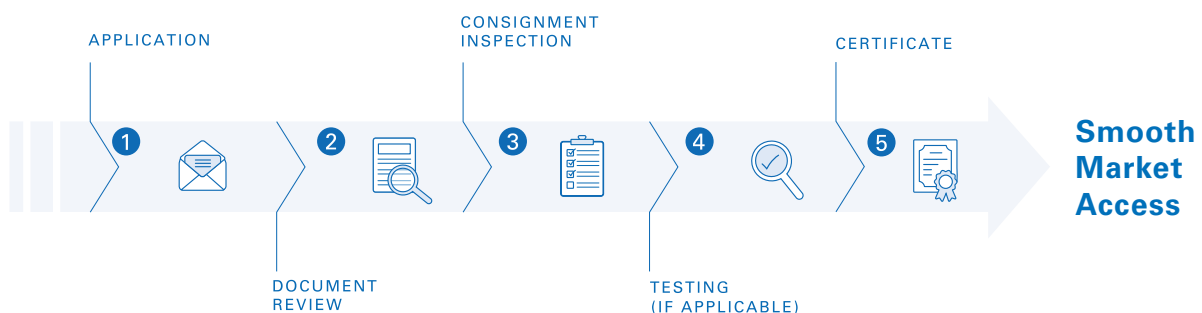 APPLICATION
1
DOCUMENT
REVIEW
2
CONSIGNMENT
INSPECTION
3
TESTING
(IF APPLICABLE)
4
CERTIFICATE
5
Smooth
Market
Access